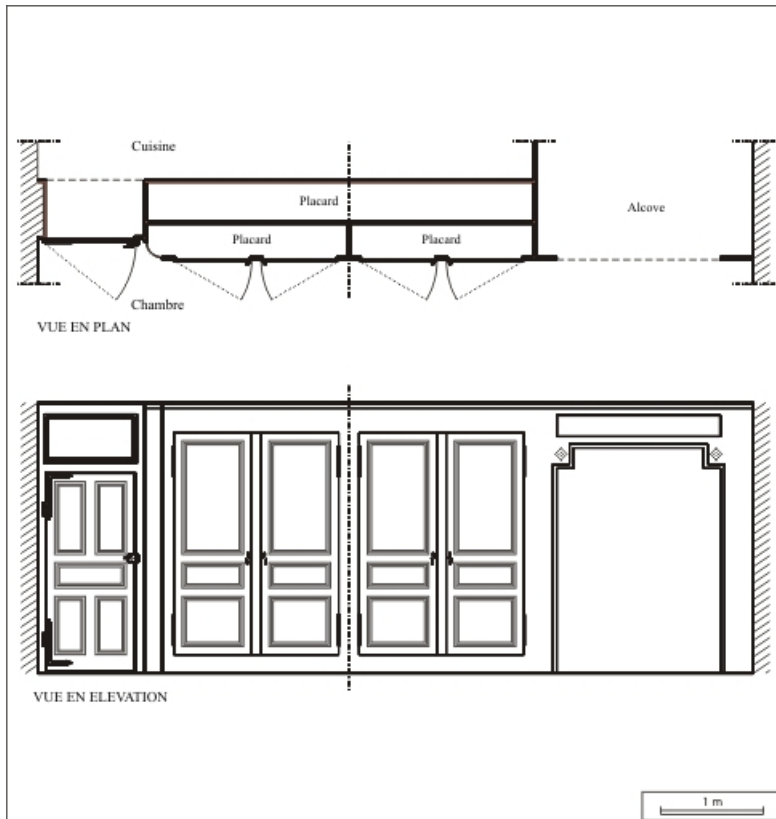 Cuisine
Placard
Alcove
Placard
Placard
Chambre
VUE EN PLAN
VUE EN ELEVATION
1 m